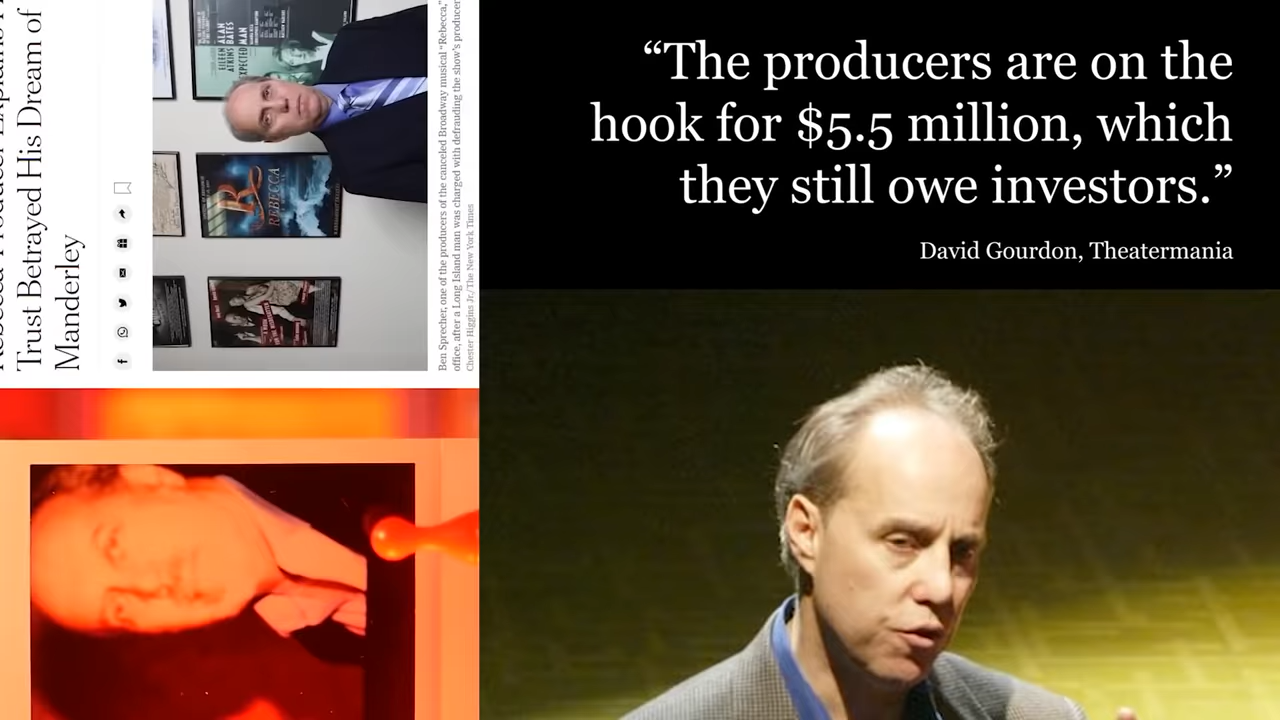 Trust Betrayed His Dream of
Manderley
EILEEN
ATKINS
ALAN
BATES
EXPECTED
MAN
REBECCA
Ben Sprecher, one of the producers of the canceled Broadway musical "Rebecca,"
office, after a Long Island man was charged with defrauding the show's producer
Chester Higgins Jr./The New York Times
“The producers are on the
hook for $5.5 million, which
they still owe investors.”
David Gourdon, Theatermania